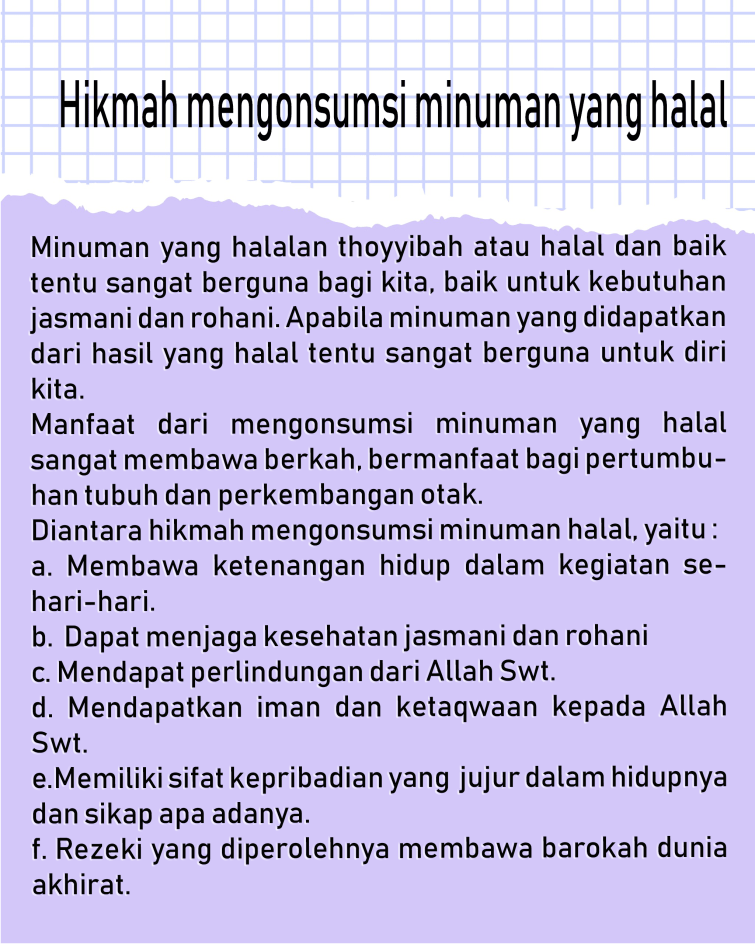 Hikmah mengonsumsi minuman yang halal
Minuman yang halalan thoyyibah atau halal dan baik
tentu sangat berguna bagi kita, baik untuk kebutuhan
jasmani dan rohani. Apabila minuman yang didapatkan
dari hasil yang halal tentu sangat berguna untuk diri
kita.
Manfaat dari mengonsumsi minuman yang halal
sangat membawa berkah, bermanfaat bagi pertumbu-
han tubuh dan perkembangan otak.
Diantara hikmah mengonsumsi minuman halal, yaitu :
a. Membawa ketenangan hidup dalam kegiatan se-
hari-hari.
b. Dapat menjaga kesehatan jasmani dan rohani
c. Mendapat perlindungan dari Allah Swt.
d. Mendapatkan iman dan ketaqwaan kepada Allah
Swt.
e.Memiliki sifat kepribadian yang jujur dalam hidupnya
dan sikap apa adanya.
f. Rezeki yang diperolehnya membawa barokah dunia
akhirat.